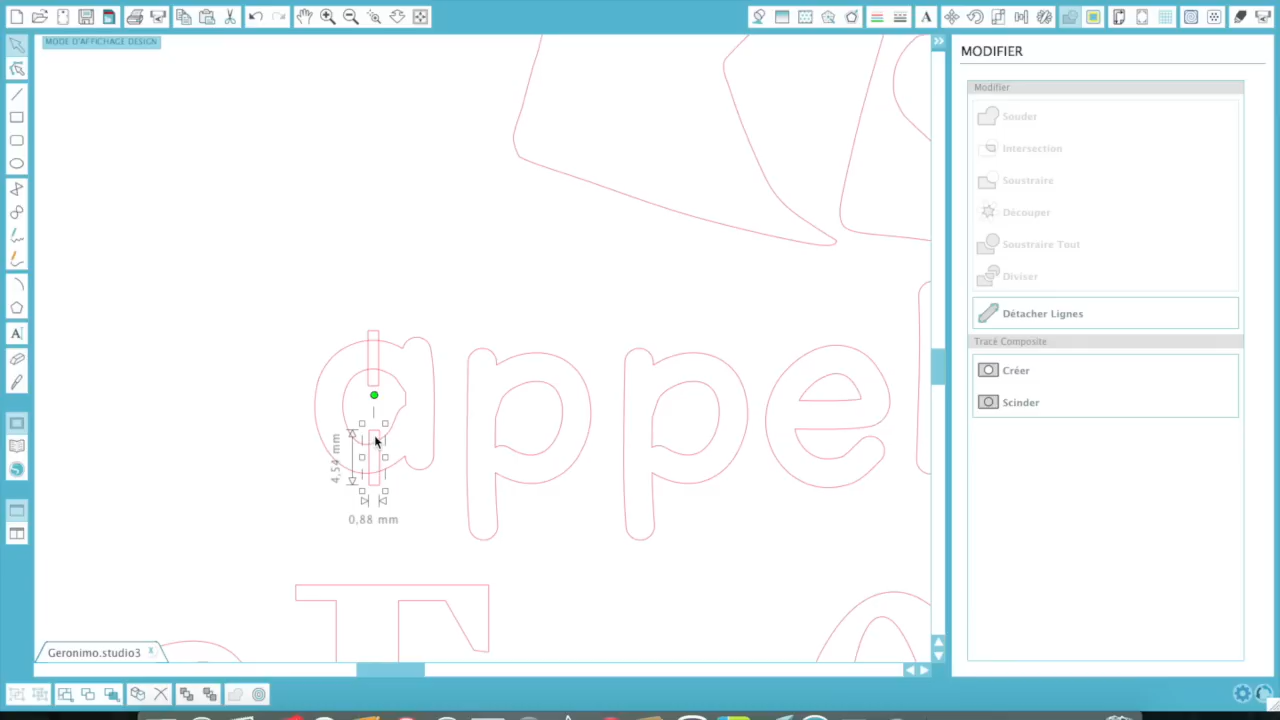 MODE D'AFFICHAGE DESIGN
MODIFIER
Modifier
Souder
Intersection
Soustraire
Découper
Soustraire Tout
Diviser
Détacher Lignes
Tracé Composite
Créer
Scinder
appel
4,54 mm
0,88 mm
T
Geronimo.studio3